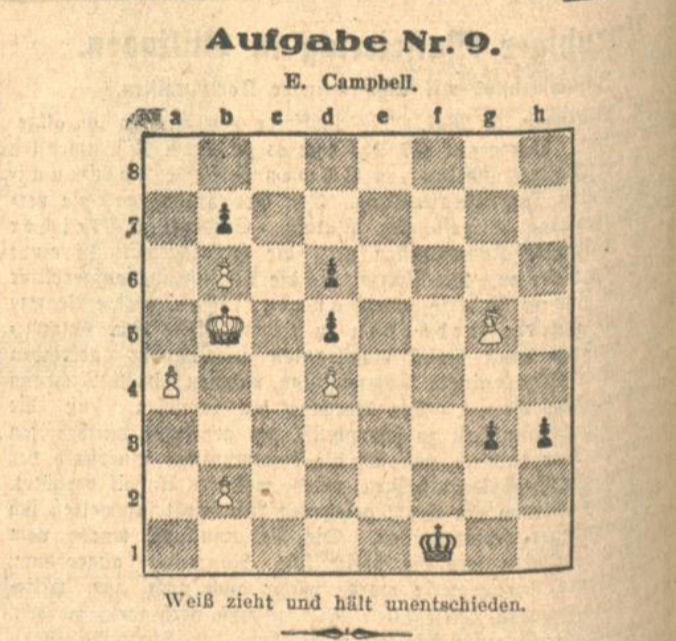 Aufgabe Nr. 9.
E. Campbell.
a b c d e f g h
8
7
6
5
4
3
2
1
Weiß zieht und hält unentschieden.